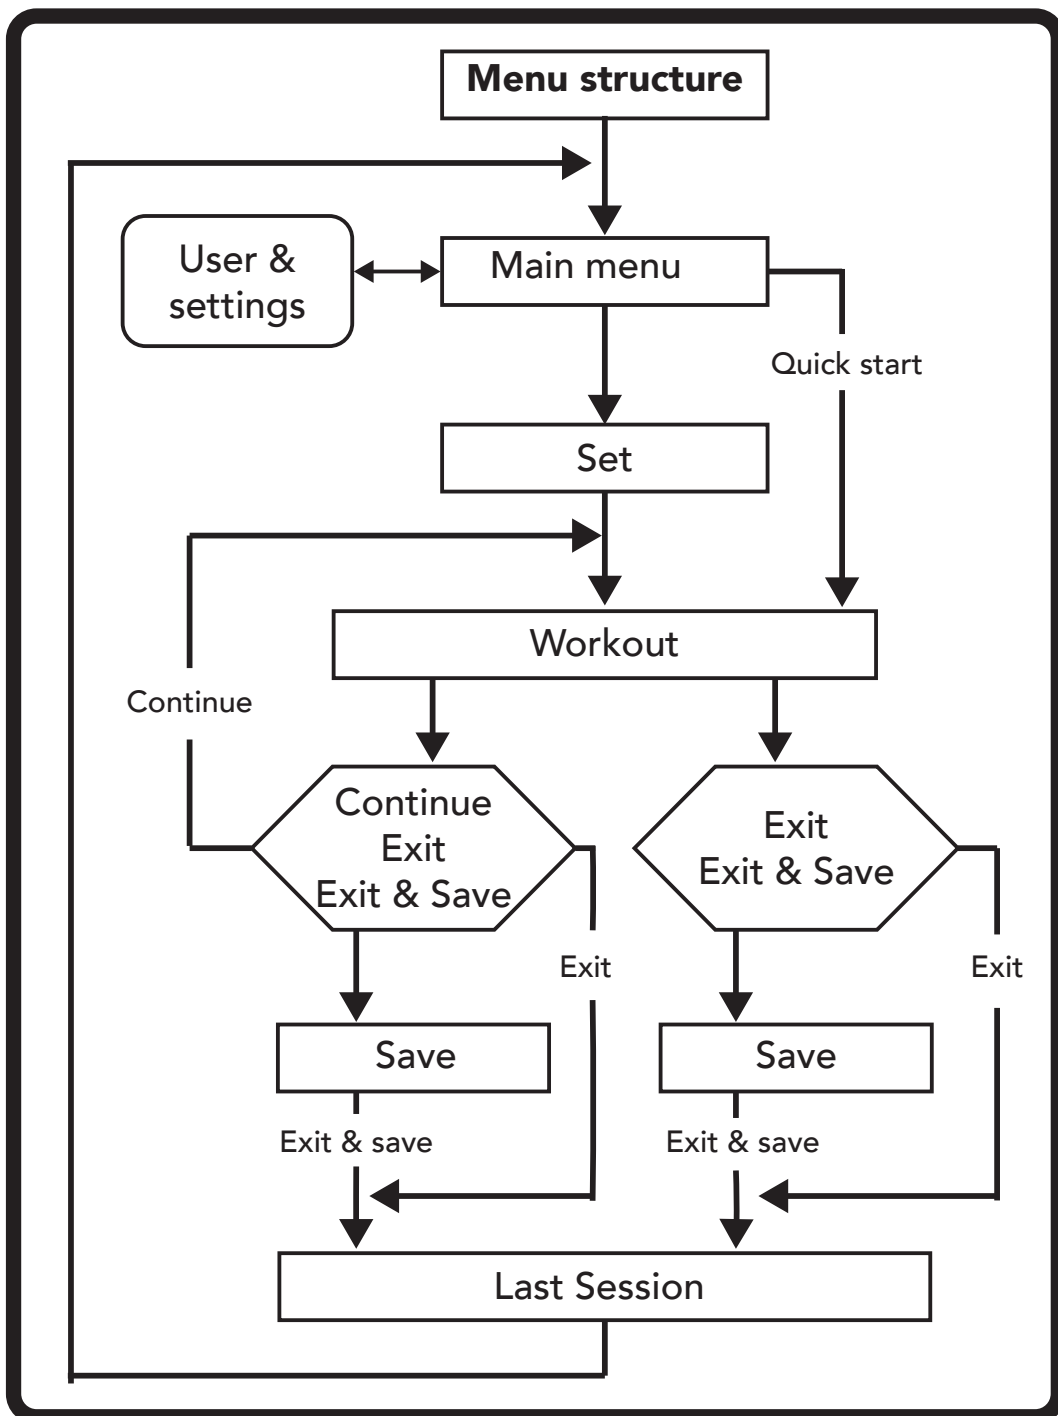 Menu structure
User &
settings
Main menu
Quick start
Set
Workout
Continue
Continue
Exit
Exit & Save
Exit
Exit & Save
Exit
Exit
Save
Save
Exit & save
Exit & save
Last Session